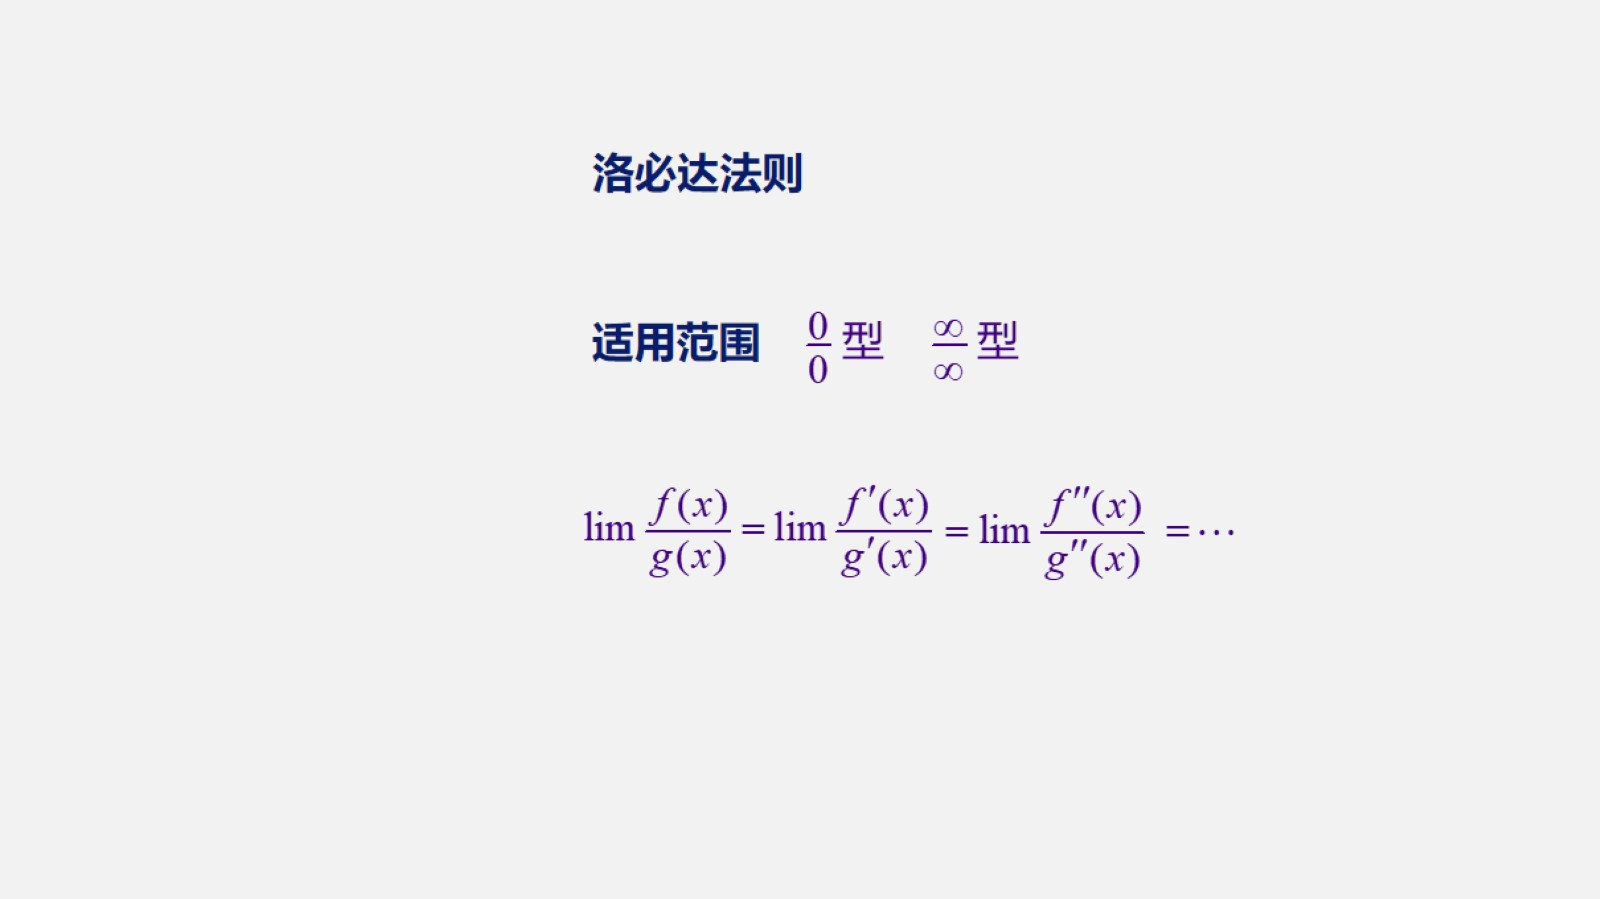 洛必达法则
适用范围 0/0 型 ∞/∞ 型
lim f(x)/g(x) = lim f′(x)/g′(x) = lim f″(x)/g″(x) = ⋯